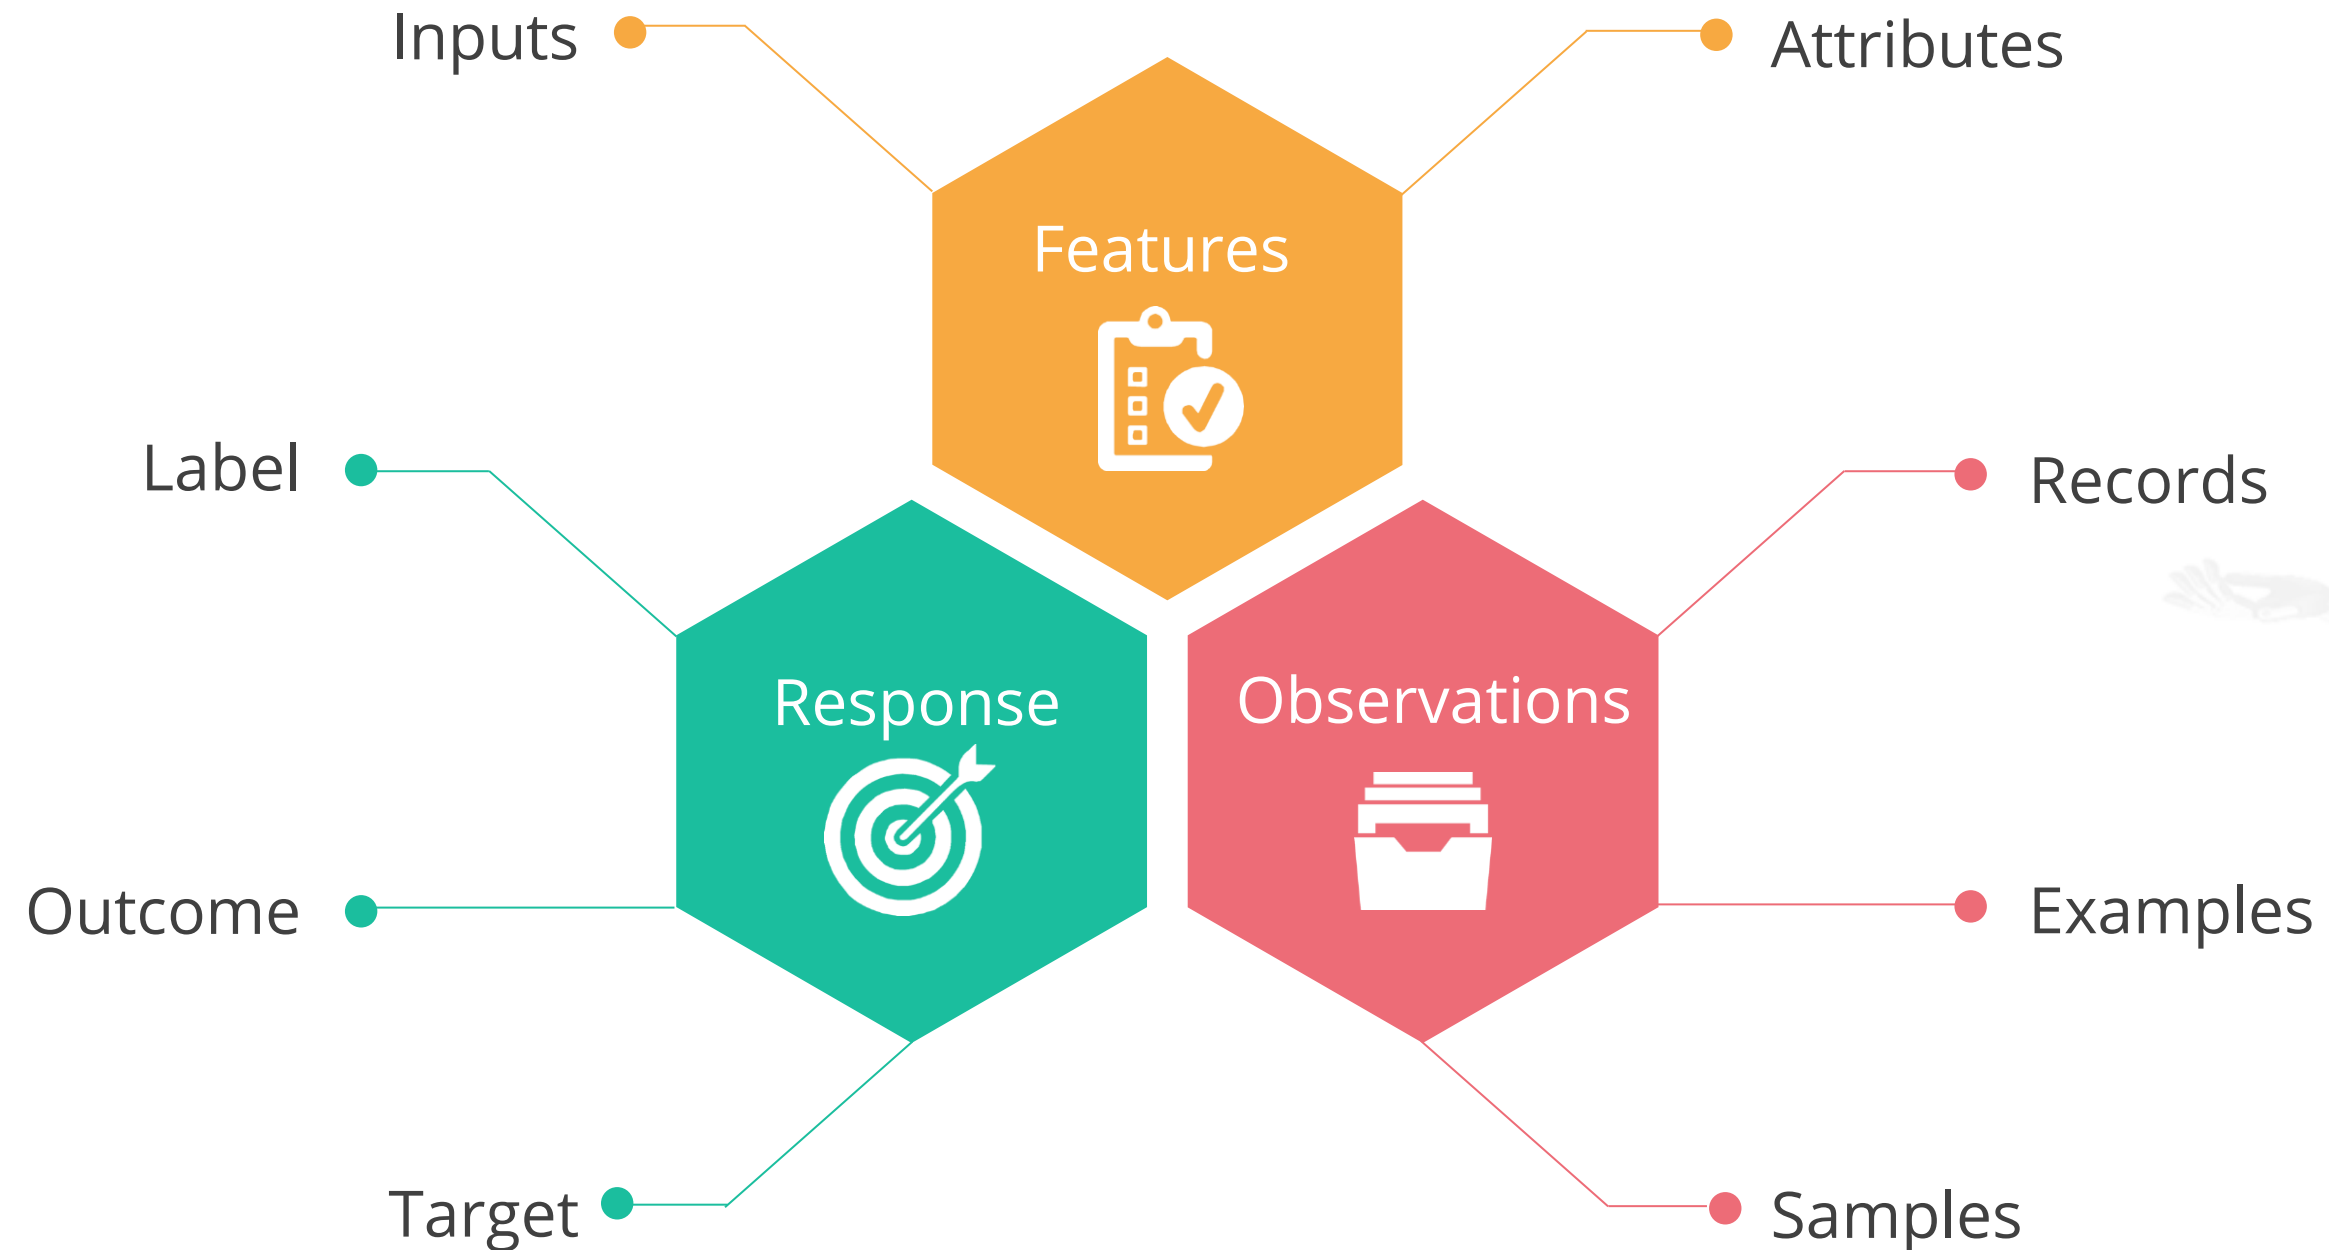 Inputs
Attributes
Features
Label
Records
Response
Observations
Outcome
Examples
Target
Samples